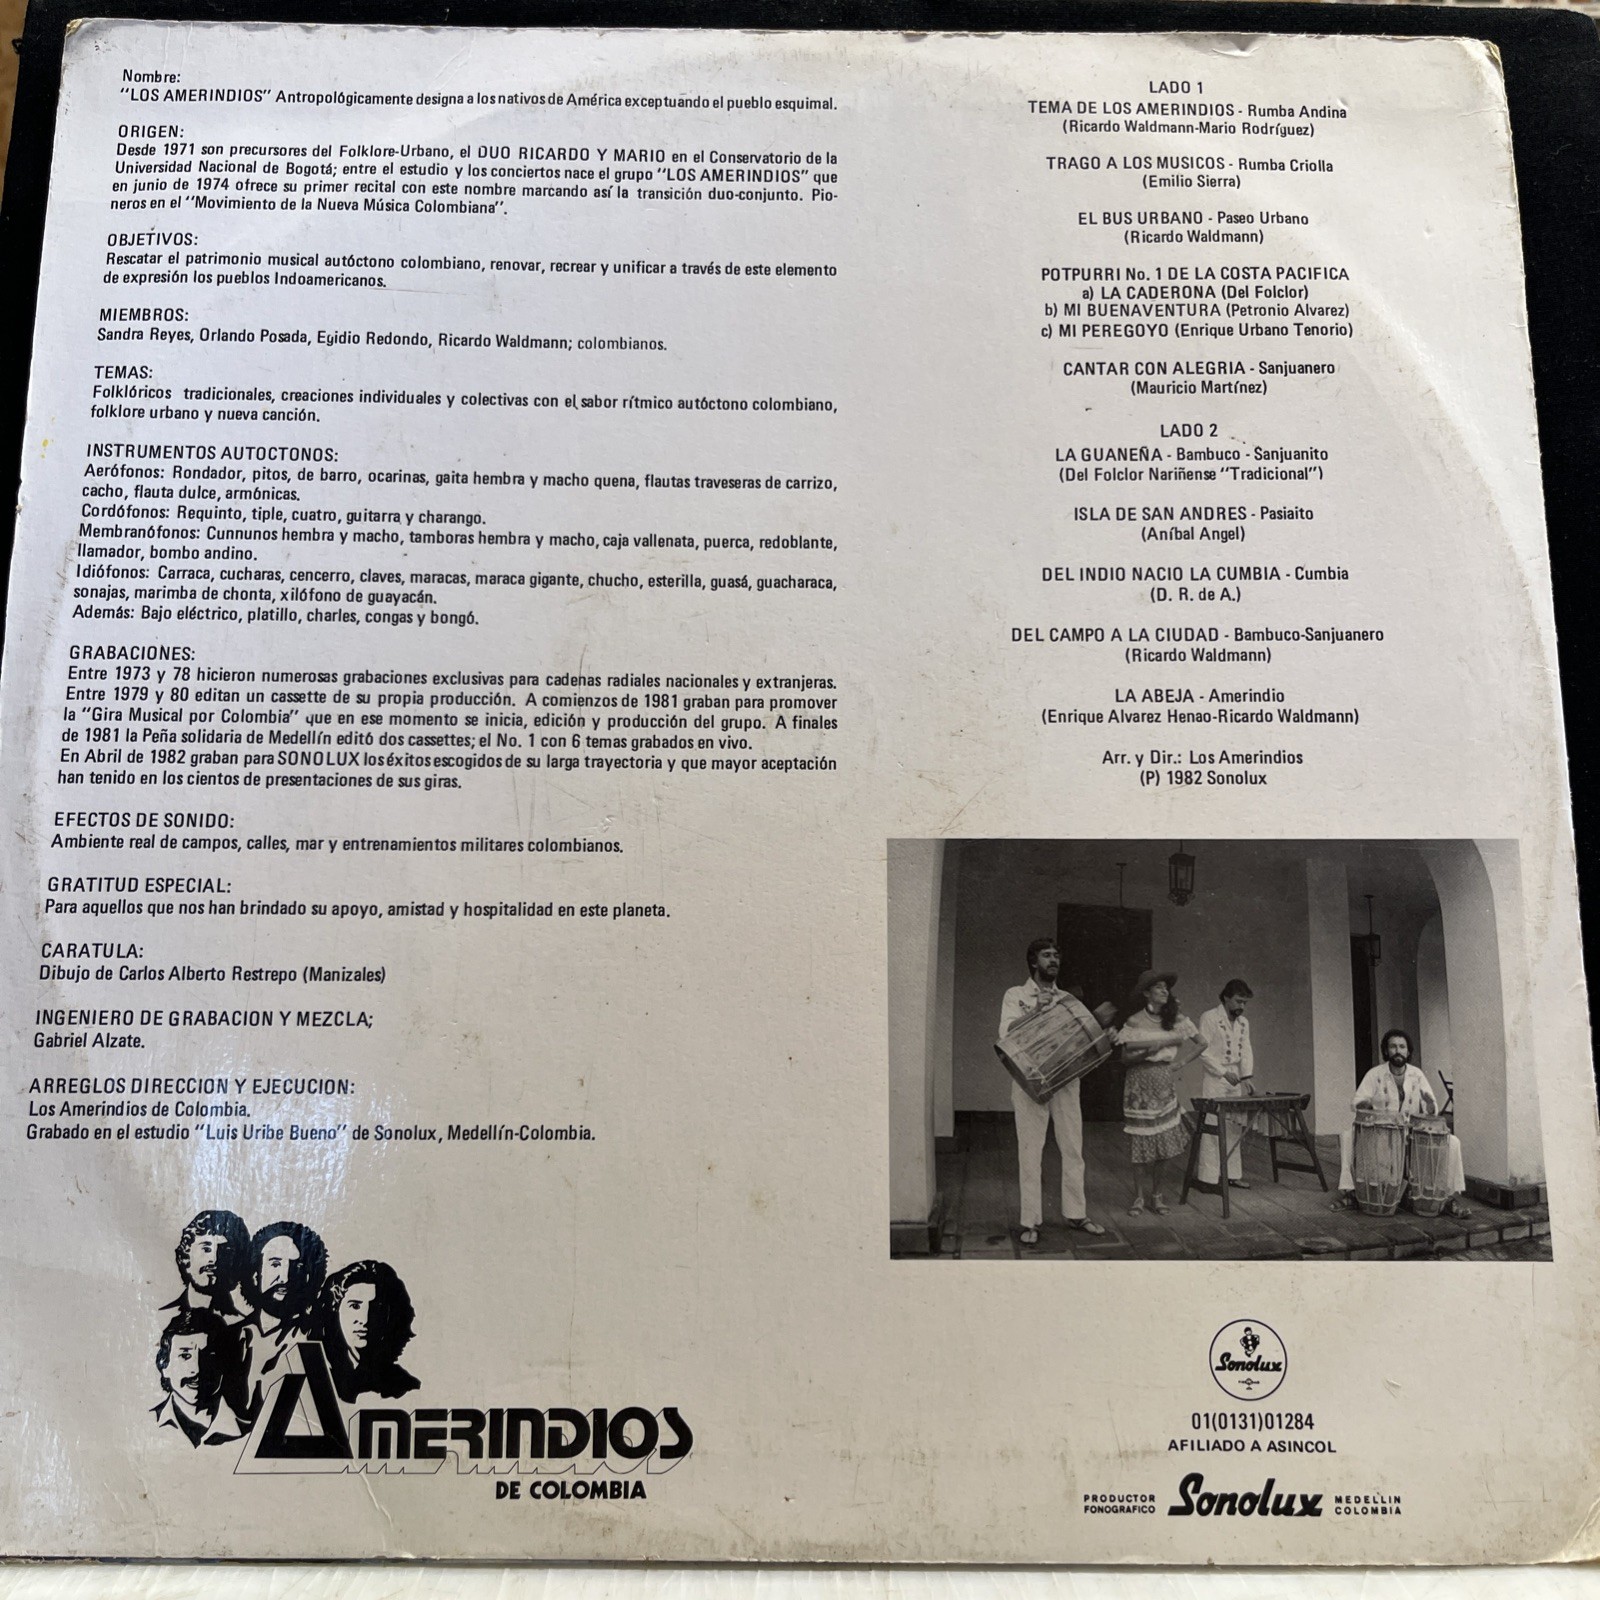 Nombre:
"LOS AMERINDIOS" Antropológicamente designa a los nativos de América exceptuando el pueblo esquimal.
ORIGEN:
Desde 1971 son precursores del Folklore-Urbano, el DUO RICARDO Y MARIO en el Conservatorio de la
Universidad Nacional de Bogotá; entre el estudio y los conciertos nace el grupo "LOS AMERINDIOS" que
en junio de 1974 ofrece su primer recital con este nombre marcando así la transición duo-conjunto. Pio-
neros en el "Movimiento de la Nueva Música Colombiana".
OBJETIVOS:
Rescatar el patrimonio musical autóctono colombiano, renovar, recrear y unificar a través de este elemento
de expresión los pueblos Indoamericanos.
MIEMBROS:
Sandra Reyes, Orlando Posada, Egidio Redondo, Ricardo Waldmann; colombianos.
TEMAS:
Folklóricos tradicionales, creaciones individuales y colectivas con el sabor rítmico autóctono colombiano,
folklore urbano y nueva canción.
INSTRUMENTOS AUTOCTONOS:
Aerófonos: Rondador, pitos, de barro, ocarinas, gaita hembra y macho quena, flautas traveseras de carrizo,
cacho, flauta dulce, armónicas.
Cordófonos: Requinto, tiple, cuatro, guitarra y charango.
Membranófonos: Cunnunos hembra y macho, tamboras hembra y macho, caja vallenata, puerca, redoblante,
llamador, bombo andino.
Idiófonos: Carraca, cucharas, cencerro, claves, maracas, maraca gigante, chucho, esterilla, guasá, guacharaca,
sonajas, marimba de chonta, xilófono de guayacán.
Además: Bajo eléctrico, platillo, charles, congas y bongó.
GRABACIONES:
Entre 1973 y 78 hicieron numerosas grabaciones exclusivas para cadenas radiales nacionales y extranjeras.
Entre 1979 y 80 editan un cassette de su propia producción. A comienzos de 1981 graban para promover
la "Gira Musical por Colombia" que en ese momento se inicia, edición y producción del grupo. A finales
de 1981 la Peña solidaria de Medellín editó dos cassettes; el No. 1 con 6 temas grabados en vivo.
En Abril de 1982 graban para SONOLUX los éxitos escogidos de su larga trayectoria y que mayor aceptación
han tenido en los cientos de presentaciones de sus giras.
EFECTOS DE SONIDO:
Ambiente real de campos, calles, mar y entrenamientos militares colombianos.
GRATITUD ESPECIAL:
Para aquellos que nos han brindado su apoyo, amistad y hospitalidad en este planeta.
CARATULA:
Dibujo de Carlos Alberto Restrepo (Manizales)
INGENIERO DE GRABACION Y MEZCLA;
Gabriel Alzate.
ARREGLOS DIRECCION Y EJECUCION:
Los Amerindios de Colombia.
Grabado en el estudio "Luis Uribe Bueno" de Sonolux, Medellín-Colombia.
AMERINDIOS
DE COLOMBIA
LADO 1
TEMA DE LOS AMERINDIOS - Rumba Andina
(Ricardo Waldmann-Mario Rodríguez)
TRAGO A LOS MUSICOS - Rumba Criolla
(Emilio Sierra)
EL BUS URBANO - Paseo Urbano
(Ricardo Waldmann)
POTPURRI No. 1 DE LA COSTA PACIFICA
a) LA CADERONA (Del Folclor)
b) MI BUENAVENTURA (Petronio Alvarez)
c) MI PEREGOYO (Enrique Urbano Tenorio)
CANTAR CON ALEGRIA - Sanjuanero
(Mauricio Martínez)
LADO 2
LA GUANEÑA - Bambuco - Sanjuanito
(Del Folclor Nariñense "Tradicional")
ISLA DE SAN ANDRES - Pasiaito
(Aníbal Angel)
DEL INDIO NACIO LA CUMBIA - Cumbia
(D. R. de A.)
DEL CAMPO A LA CIUDAD - Bambuco-Sanjuanero
(Ricardo Waldmann)
LA ABEJA - Amerindio
(Enrique Alvarez Henao-Ricardo Waldmann)
Arr. y Dir.: Los Amerindios
(P) 1982 Sonolux
Sonolux
01(0131)01284
AFILIADO A ASINCOL
PRODUCTOR
FONOGRAFICO
Sonolux
MEDELLIN
COLOMBIA